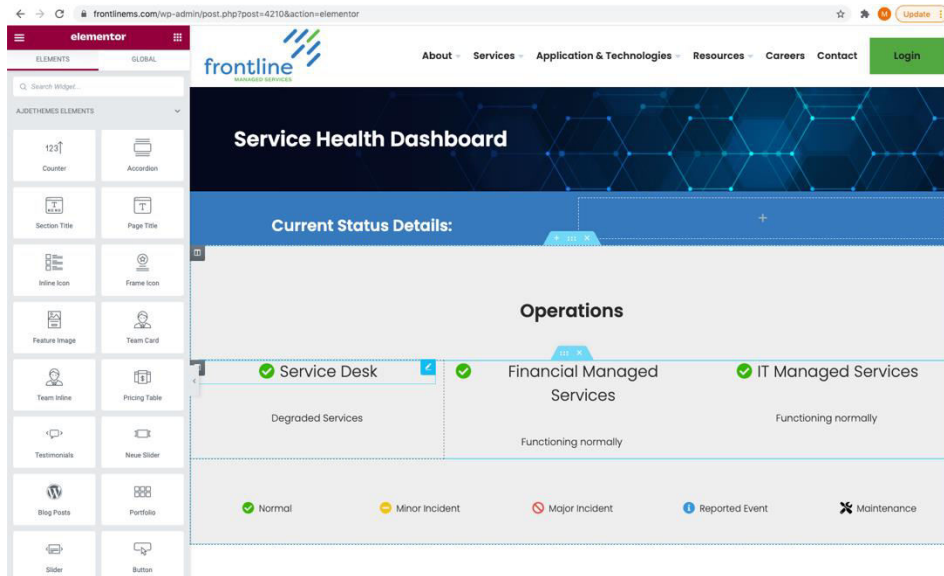 frontlinems.com/wp-admin/post.php?post=4210&action=elementor
M
Update
elementor
ELEMENTS
GLOBAL
Search Widget...
AJDETHEMES ELEMENTS
123
Counter
Accordion
Section Title
Page Title
Inline Icon
Frame Icon
Feature Image
Team Card
Team Inline
Pricing Table
Testimonials
Neue Slider
Blog Posts
Portfolio
Slider
Button
frontline
MANAGED SERVICES
About
Services
Application & Technologies
Resources
Careers
Contact
Login
Service Health Dashboard
Current Status Details:
Operations
Service Desk
Degraded Services
Financial Managed
Services
Functioning normally
IT Managed Services
Functioning normally
Normal
Minor Incident
Major Incident
Reported Event
Maintenance